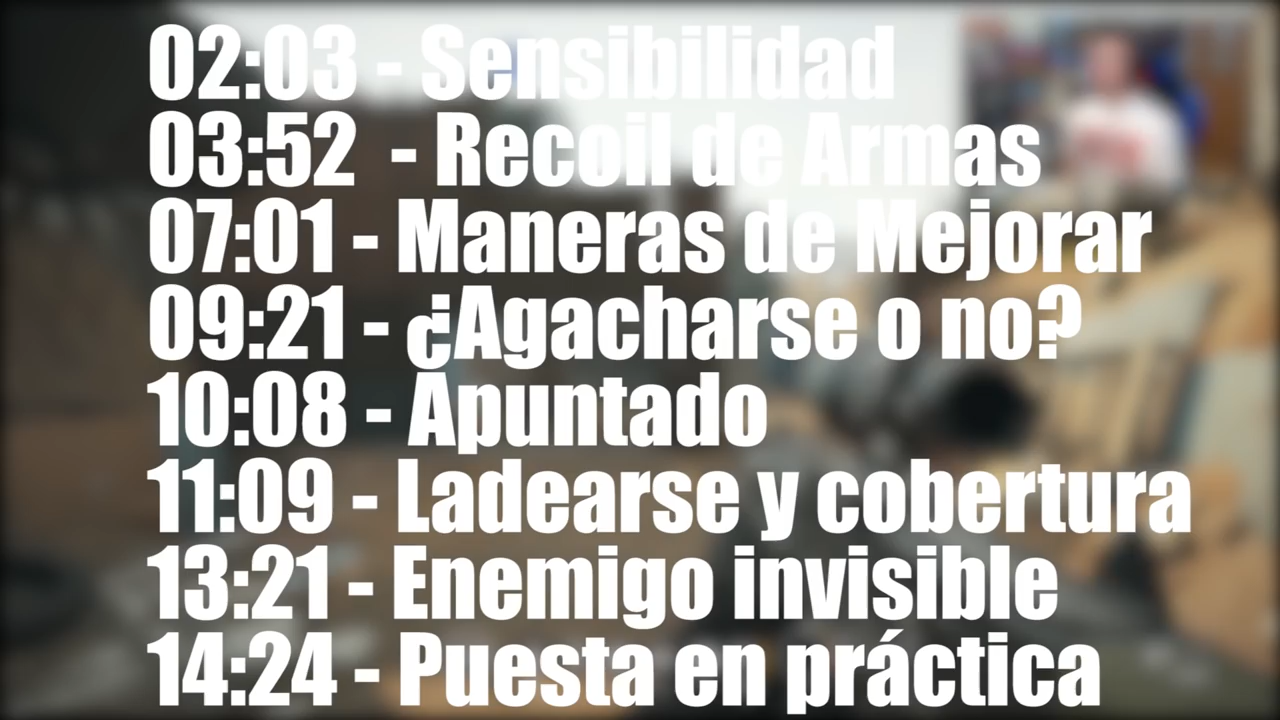 02:03 - Sensibilidad
03:52 - Recoil de Armas
07:01 - Maneras de Mejorar
09:21 - ¿Agacharse o no?
10:08 - Apuntado
11:09 - Ladearse y cobertura
13:21 - Enemigo invisible
14:24 - Puesta en práctica